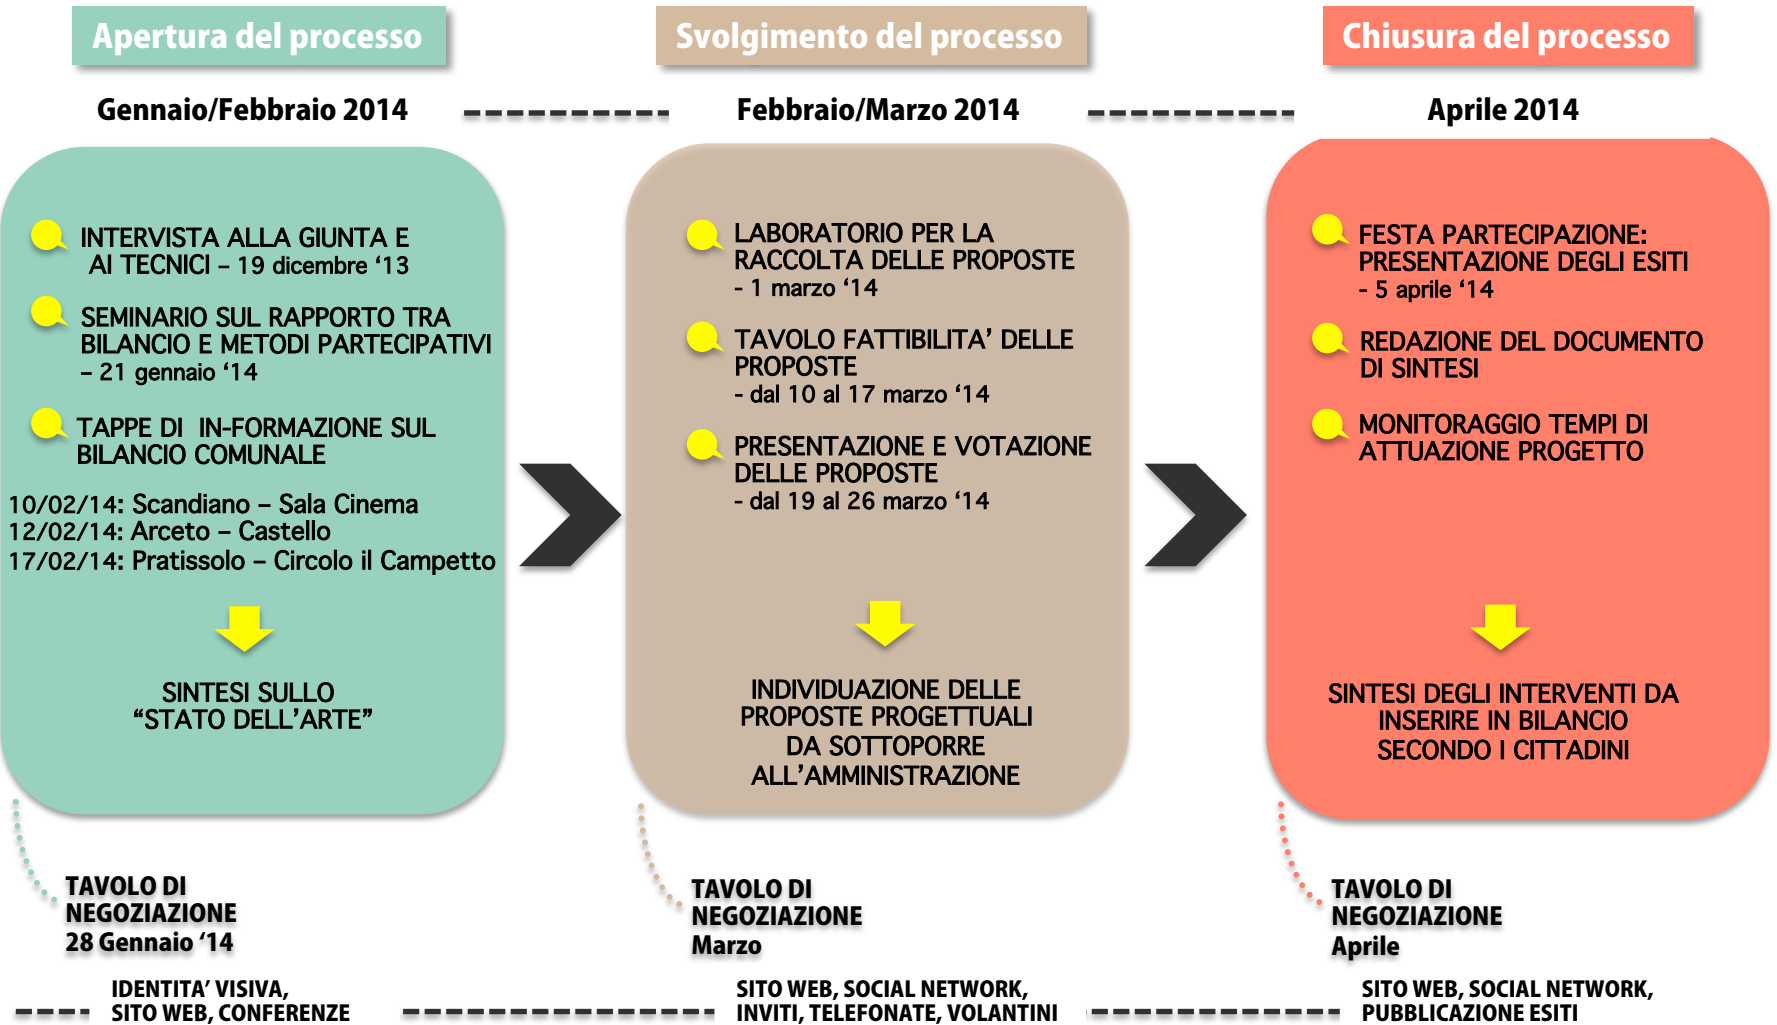 Apertura del processo
Gennaio/Febbraio 2014
INTERVISTA ALLA GIUNTA E
AI TECNICI – 19 dicembre ‘13
SEMINARIO SUL RAPPORTO TRA
BILANCIO E METODI PARTECIPATIVI
– 21 gennaio ‘14
TAPPE DI IN-FORMAZIONE SUL
BILANCIO COMUNALE
10/02/14: Scandiano – Sala Cinema
12/02/14: Arceto – Castello
17/02/14: Pratissolo – Circolo il Campetto
SINTESI SULLO
“STATO DELL’ARTE”
TAVOLO DI
NEGOZIAZIONE
28 Gennaio ‘14
IDENTITA’ VISIVA,
SITO WEB, CONFERENZE
Svolgimento del processo
Febbraio/Marzo 2014
LABORATORIO PER LA
RACCOLTA DELLE PROPOSTE
- 1 marzo ‘14
TAVOLO FATTIBILITA’ DELLE
PROPOSTE
- dal 10 al 17 marzo ‘14
PRESENTAZIONE E VOTAZIONE
DELLE PROPOSTE
- dal 19 al 26 marzo ‘14
INDIVIDUAZIONE DELLE
PROPOSTE PROGETTUALI
DA SOTTOPORRE
ALL’AMMINISTRAZIONE
TAVOLO DI
NEGOZIAZIONE
Marzo
SITO WEB, SOCIAL NETWORK,
INVITI, TELEFONATE, VOLANTINI
Chiusura del processo
Aprile 2014
FESTA PARTECIPAZIONE:
PRESENTAZIONE DEGLI ESITI
- 5 aprile ‘14
REDAZIONE DEL DOCUMENTO
DI SINTESI
MONITORAGGIO TEMPI DI
ATTUAZIONE PROGETTO
SINTESI DEGLI INTERVENTI DA
INSERIRE IN BILANCIO
SECONDO I CITTADINI
TAVOLO DI
NEGOZIAZIONE
Aprile
SITO WEB, SOCIAL NETWORK,
PUBBLICAZIONE ESITI